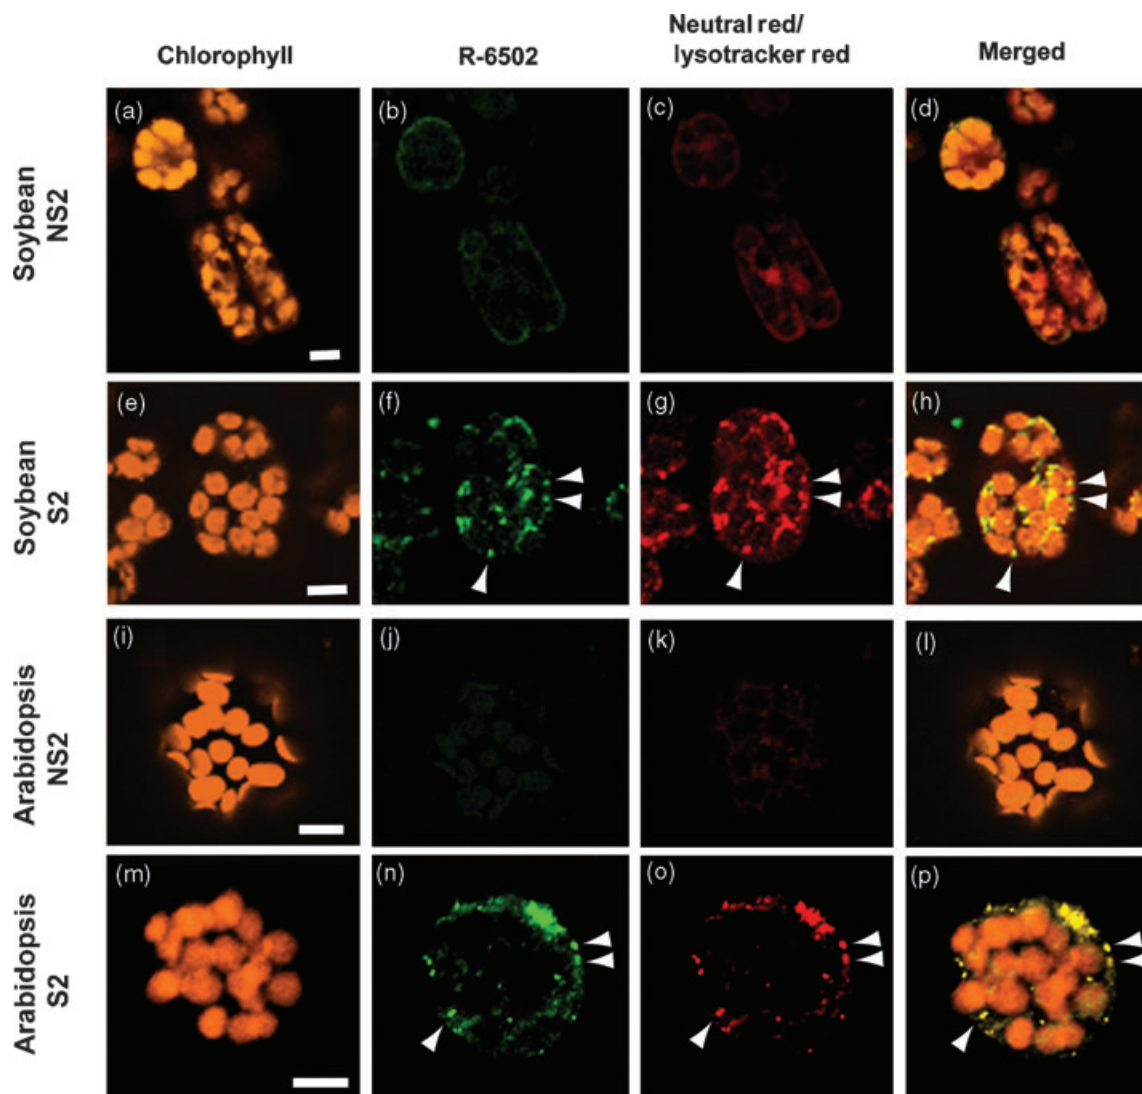 Chlorophyll
R-6502
Neutral red/
lysotracker red
Merged
Soybean
NS2
(a)
(b)
(c)
(d)
Soybean
S2
(e)
(f)
(g)
(h)
Arabidopsis
NS2
(i)
(j)
(k)
(l)
Arabidopsis
S2
(m)
(n)
(o)
(p)